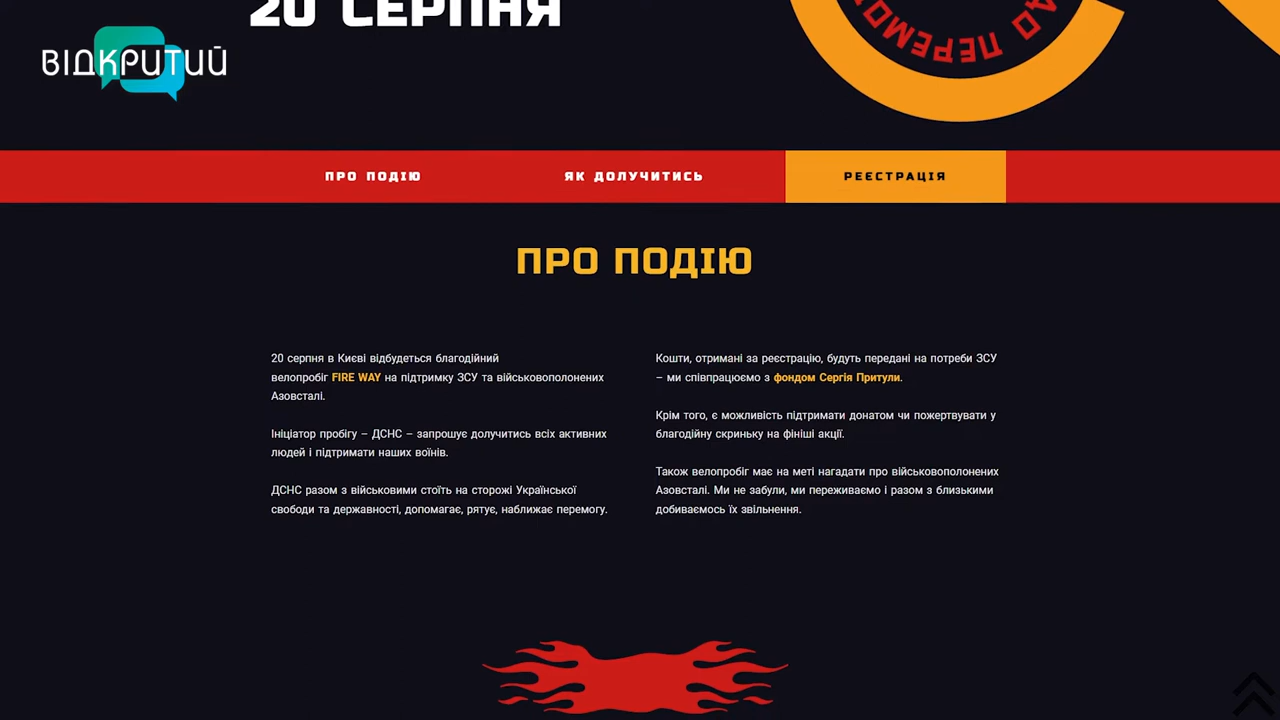 20 СЕРПНЯ
ВІДКРИТИЙ
ДО ПЕРЕМО
ПРО ПОДІЮ
ЯК ДОЛУЧИТИСЬ
РЕЄСТРАЦІЯ
ПРО ПОДІЮ
20 серпня в Києві відбудеться благодійний
велопробіг FIRE WAY на підтримку ЗСУ та військовополонених
Азовсталі.
Ініціатор пробігу – ДСНС – запрошує долучитись всіх активних
людей і підтримати наших воїнів.
ДСНС разом з військовими стоїть на сторожі Української
свободи та державності, допомагає, рятує, наближає перемогу.
Кошти, отримані за реєстрацію, будуть передані на потреби ЗСУ
– ми співпрацюємо з фондом Сергія Притули.
Крім того, є можливість підтримати донатом чи пожертвувати у
благодійну скриньку на фініші акції.
Також велопробіг має на меті нагадати про військовополонених
Азовсталі. Ми не забули, ми переживаємо і разом з близькими
добиваємось їх звільнення.